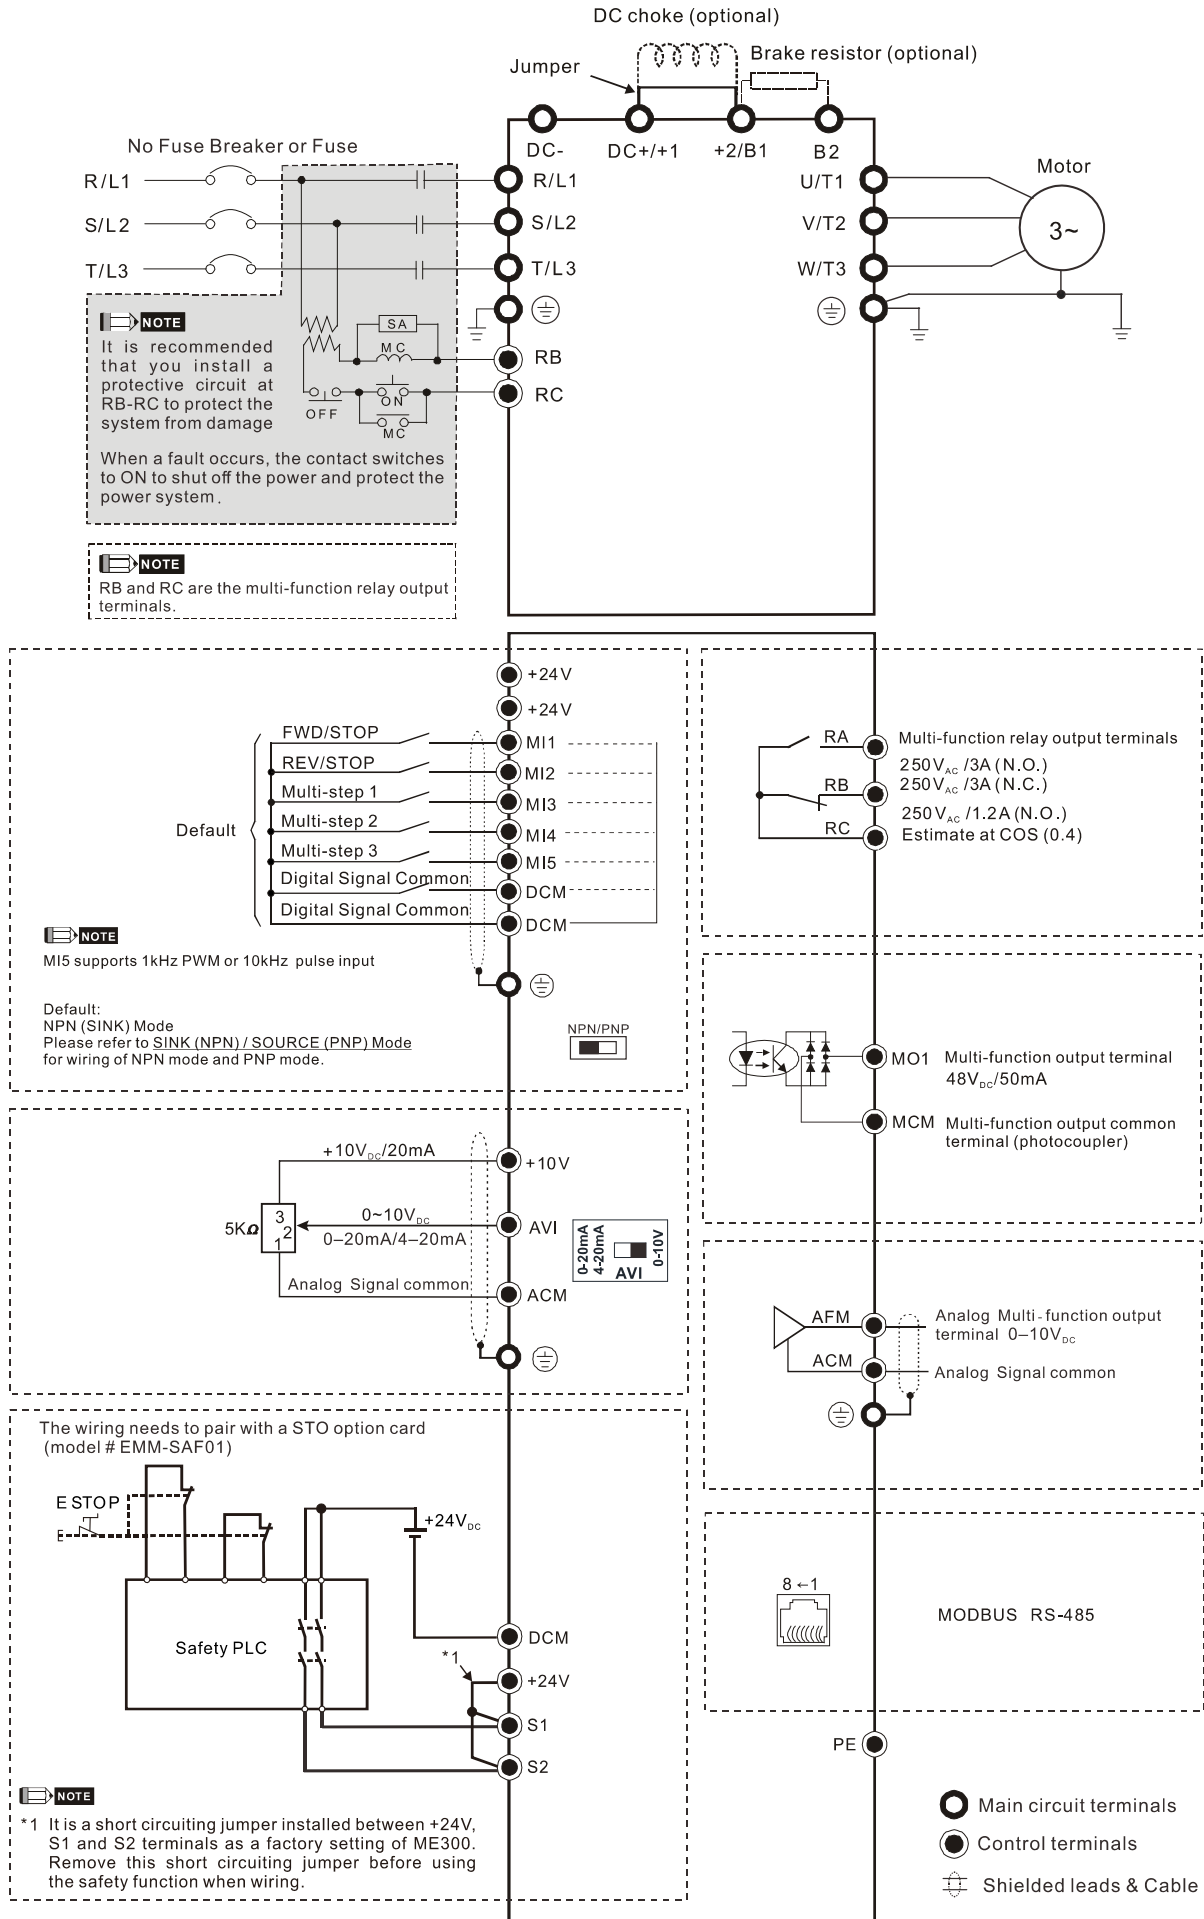 DC choke (optional)
Jumper
Brake resistor (optional)
DC-
DC+/+1
+2/B1
B2
No Fuse Breaker or Fuse
R/L1
S/L2
T/L3
R/L1
S/L2
T/L3
U/T1
V/T2
W/T3
Motor
3~
NOTE
It is recommended
that you install a
protective circuit at
RB-RC to protect the
system from damage
When a fault occurs, the contact switches
to ON to shut off the power and protect the
power system.
SA
MC
OFF
ON
MC
RB
RC
NOTE
RB and RC are the multi-function relay output
terminals.
+24V
+24V
Default
FWD/STOP
REV/STOP
Multi-step 1
Multi-step 2
Multi-step 3
Digital Signal Common
Digital Signal Common
MI1
MI2
MI3
MI4
MI5
DCM
DCM
NOTE
MI5 supports 1kHz PWM or 10kHz pulse input
Default:
NPN (SINK) Mode
Please refer to SINK (NPN) / SOURCE (PNP) Mode
for wiring of NPN mode and PNP mode.
NPN/PNP
RA
RB
RC
Multi-function relay output terminals
250VAC /3A (N.O.)
250VAC /3A (N.C.)
250VAC /1.2A (N.O.)
Estimate at COS (0.4)
MO1
Multi-function output terminal
48VDC/50mA
MCM
Multi-function output common
terminal (photocoupler)
+10VDC/20mA
+10V
5KΩ
3
2
1
0~10VDC
0–20mA/4–20mA
AVI
Analog Signal common
ACM
0-20mA
4-20mA
AVI
0-10V
AFM
Analog Multi-function output
terminal 0–10VDC
ACM
Analog Signal common
The wiring needs to pair with a STO option card
(model # EMM-SAF01)
E STOP
+24VDC
Safety PLC
DCM
*1
+24V
S1
S2
NOTE
*1 It is a short circuiting jumper installed between +24V,
S1 and S2 terminals as a factory setting of ME300.
Remove this short circuiting jumper before using
the safety function when wiring.
8←1
MODBUS RS-485
PE
Main circuit terminals
Control terminals
Shielded leads & Cable